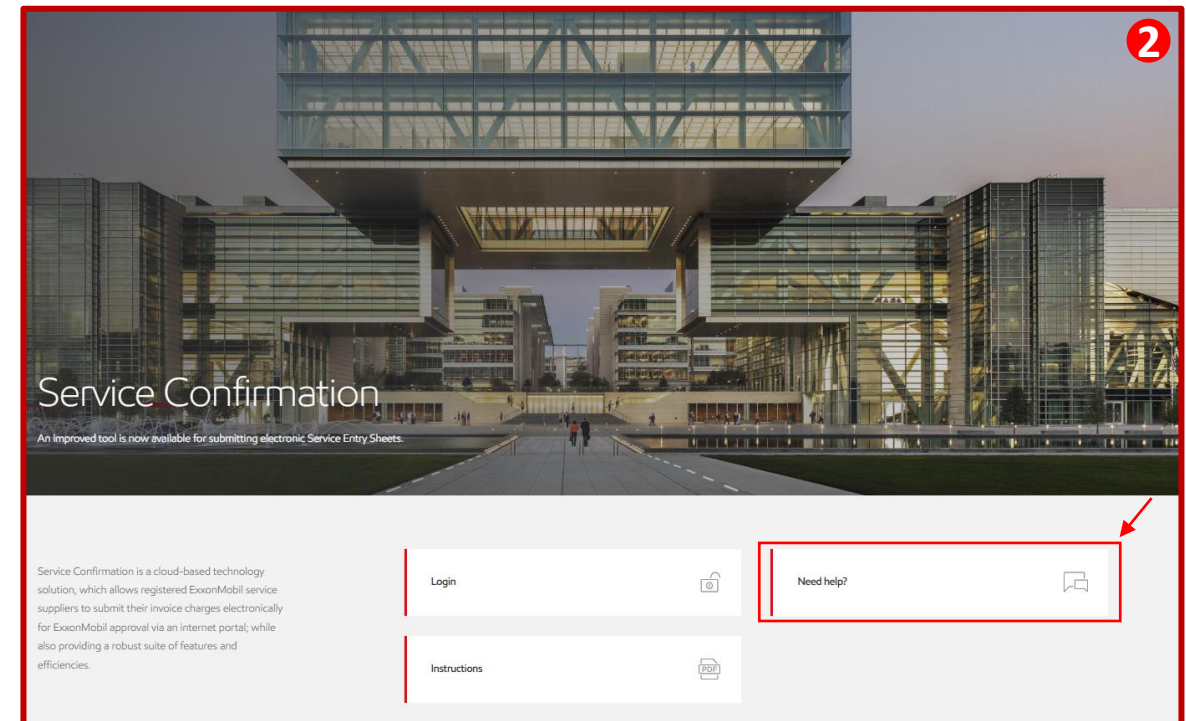 2
Service Confirmation
An improved tool is now available for submitting electronic Service Entry Sheets.
Service Confirmation is a cloud-based technology
solution, which allows registered ExxonMobil service
suppliers to submit their invoice charges electronically
for ExxonMobil approval via an internet portal; while
also providing a robust suite of features and
efficiencies.
Login
Need help?
Instructions
PDF